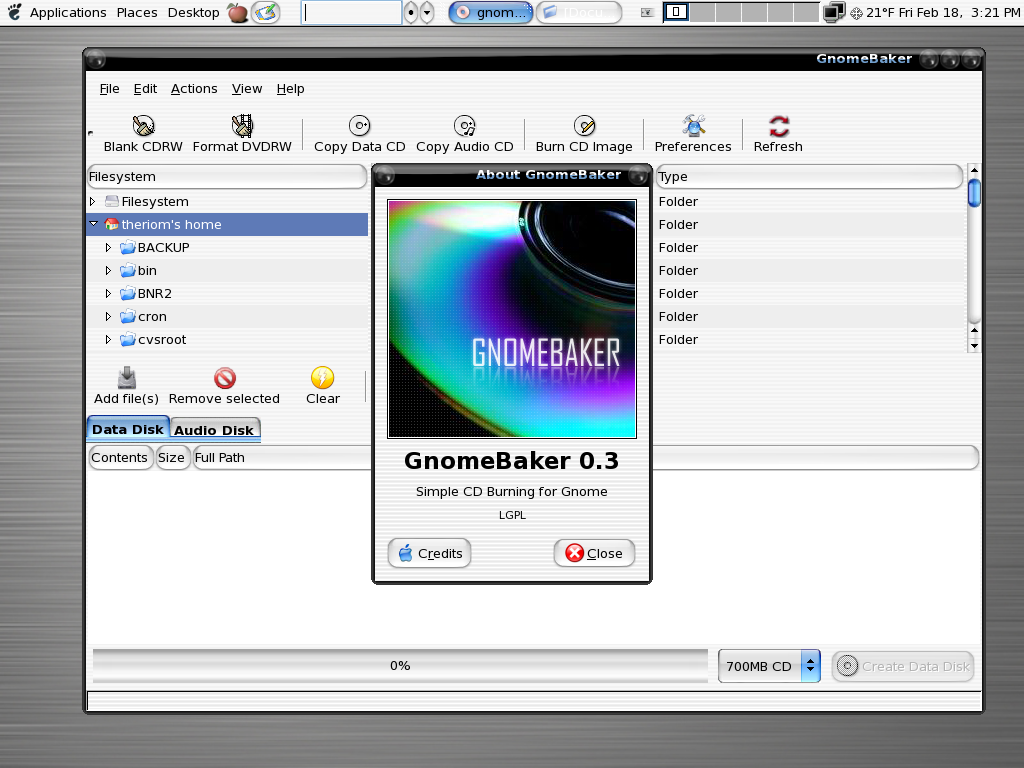 Applications Places Desktop gnom... 21°F Fri Feb 18, 3:21 PM
GnomeBaker
File Edit Actions View Help
Blank CDRW Format DVDRW Copy Data CD Copy Audio CD Burn CD Image Preferences Refresh
Filesystem Type
About GnomeBaker
Filesystem Folder
theriom's home Folder
BACKUP Folder
bin Folder
BNR2 Folder
cron Folder
cvsroot Folder
GNOMEBAKER
Add file(s) Remove selected Clear
Data Disk Audio Disk
Contents Size Full Path
GnomeBaker 0.3
Simple CD Burning for Gnome
LGPL
Credits Close
0% 700MB CD Create Data Disk